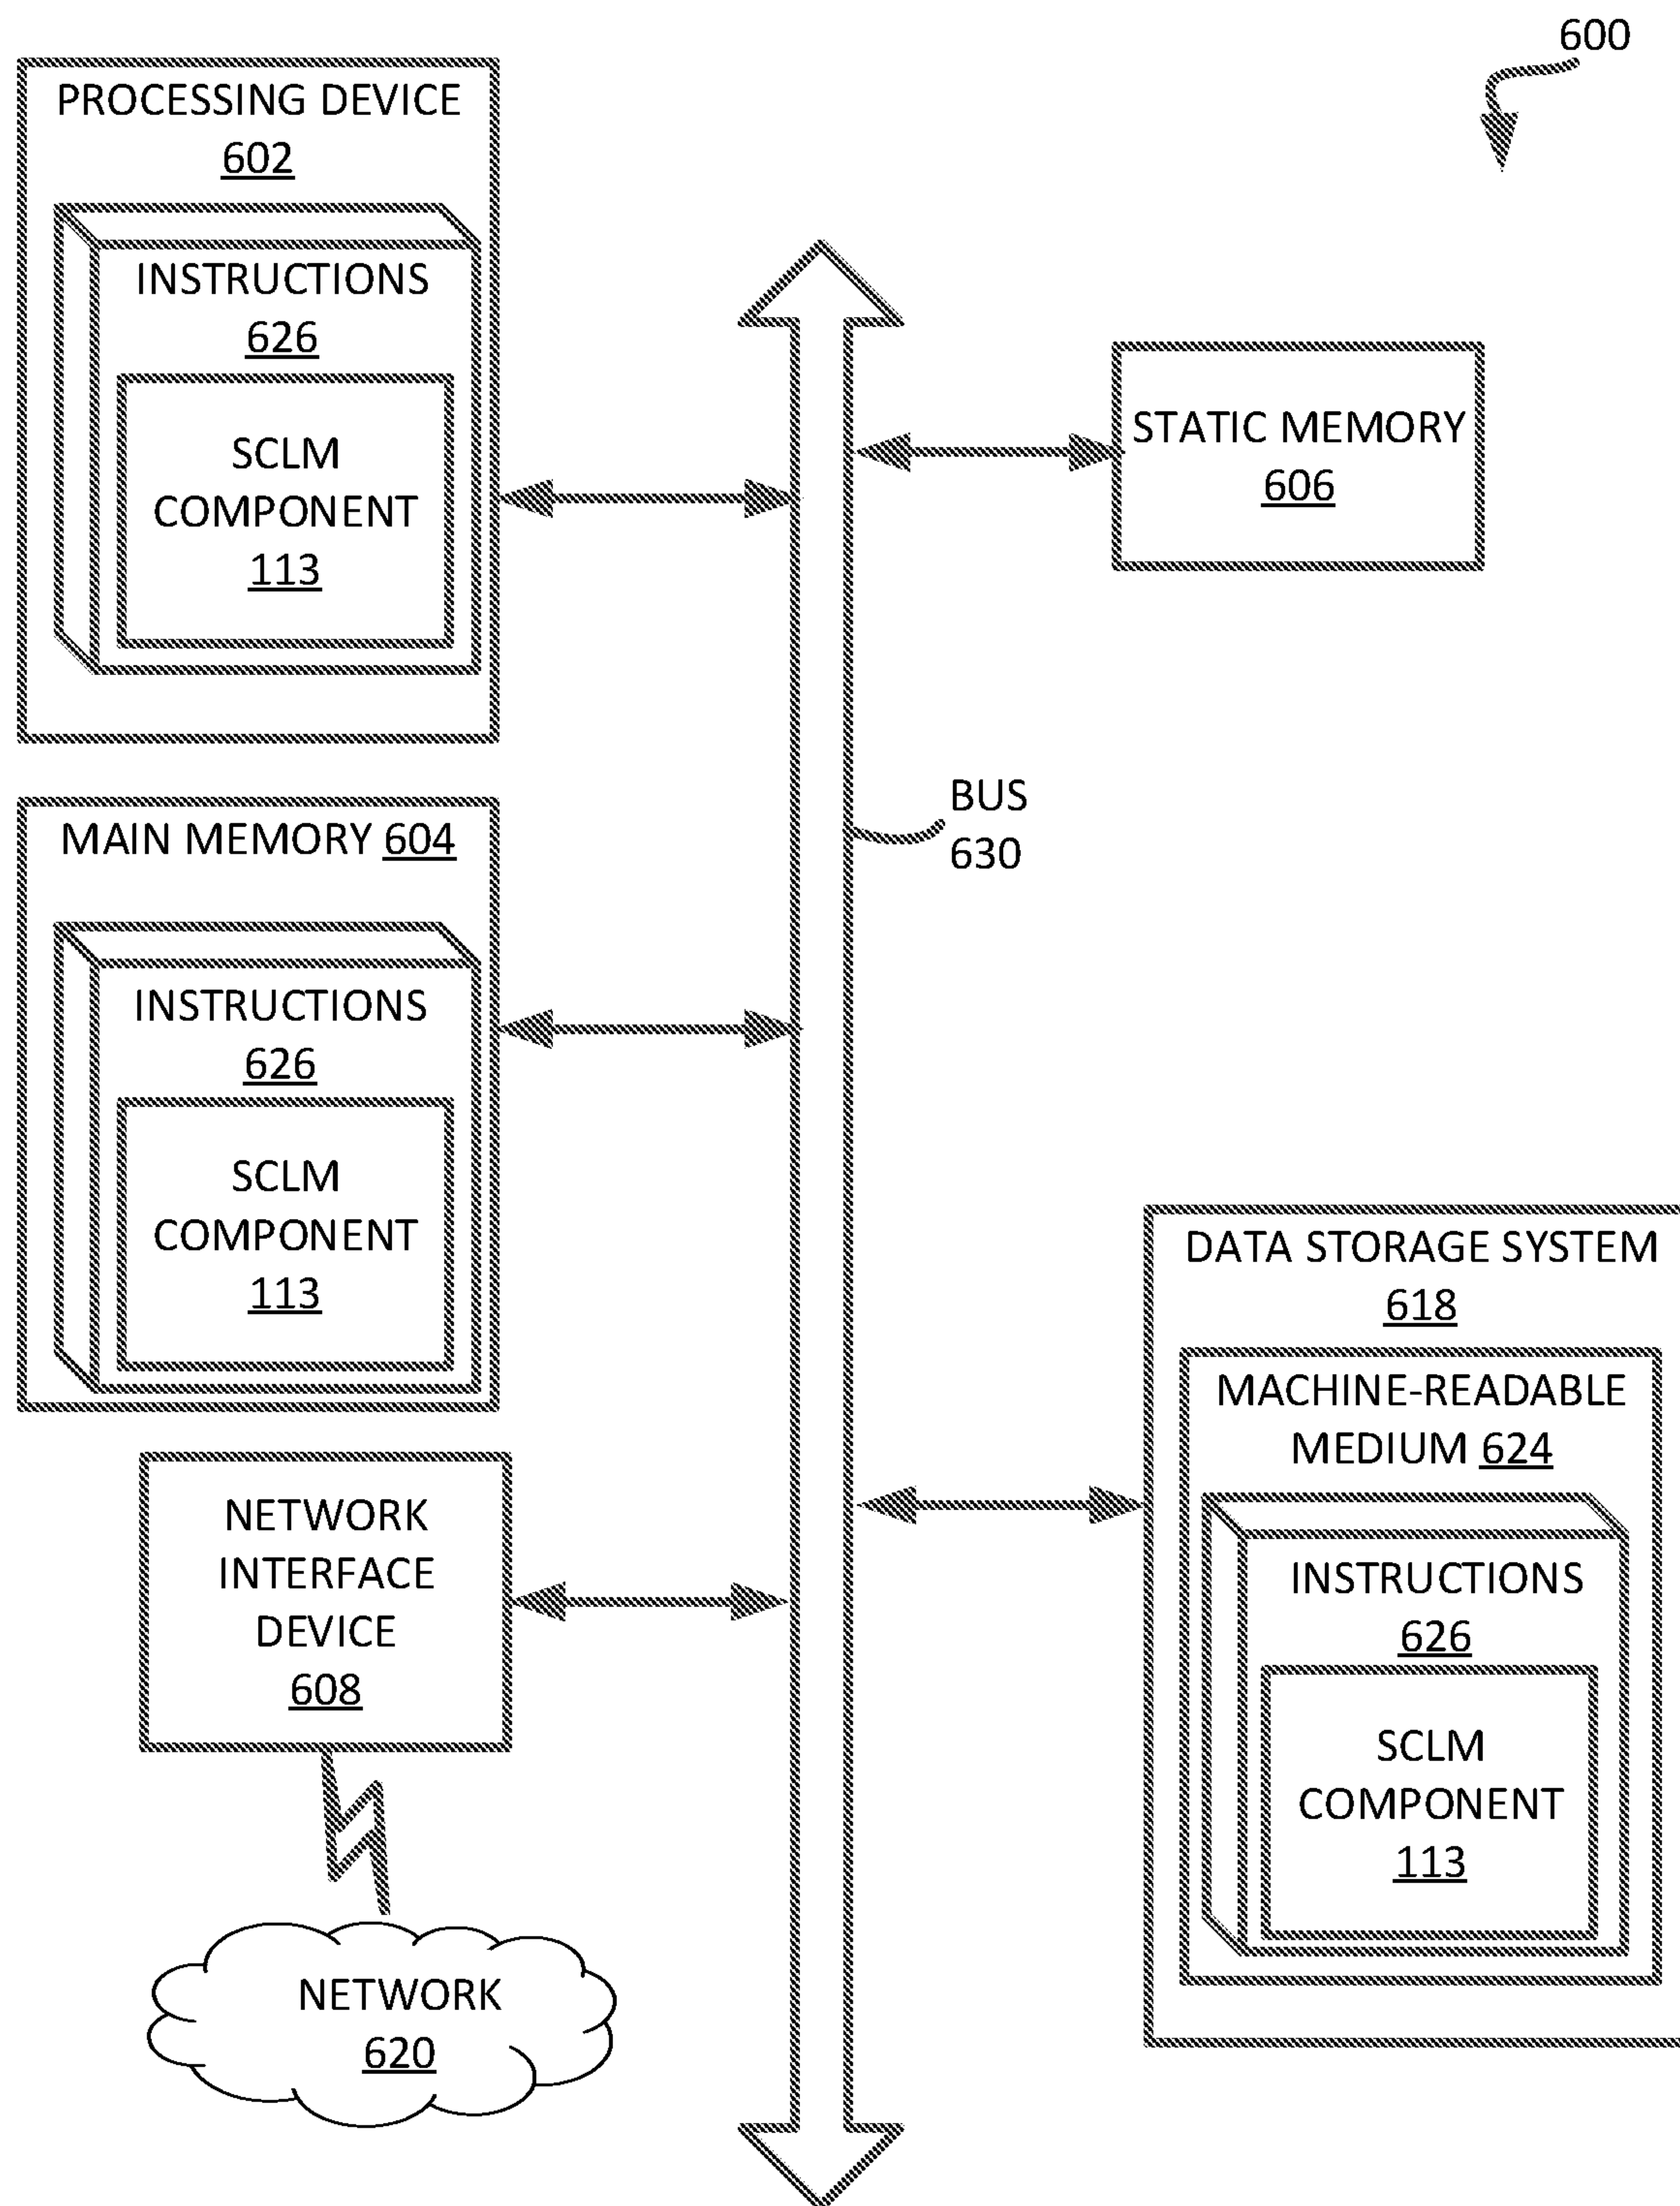 600
PROCESSING DEVICE
602
INSTRUCTIONS
626
SCLM
COMPONENT
113
STATIC MEMORY
606
BUS
630
MAIN MEMORY 604
INSTRUCTIONS
626
SCLM
COMPONENT
113
DATA STORAGE SYSTEM
618
MACHINE-READABLE
MEDIUM 624
INSTRUCTIONS
626
SCLM
COMPONENT
113
NETWORK
INTERFACE
DEVICE
608
NETWORK
620